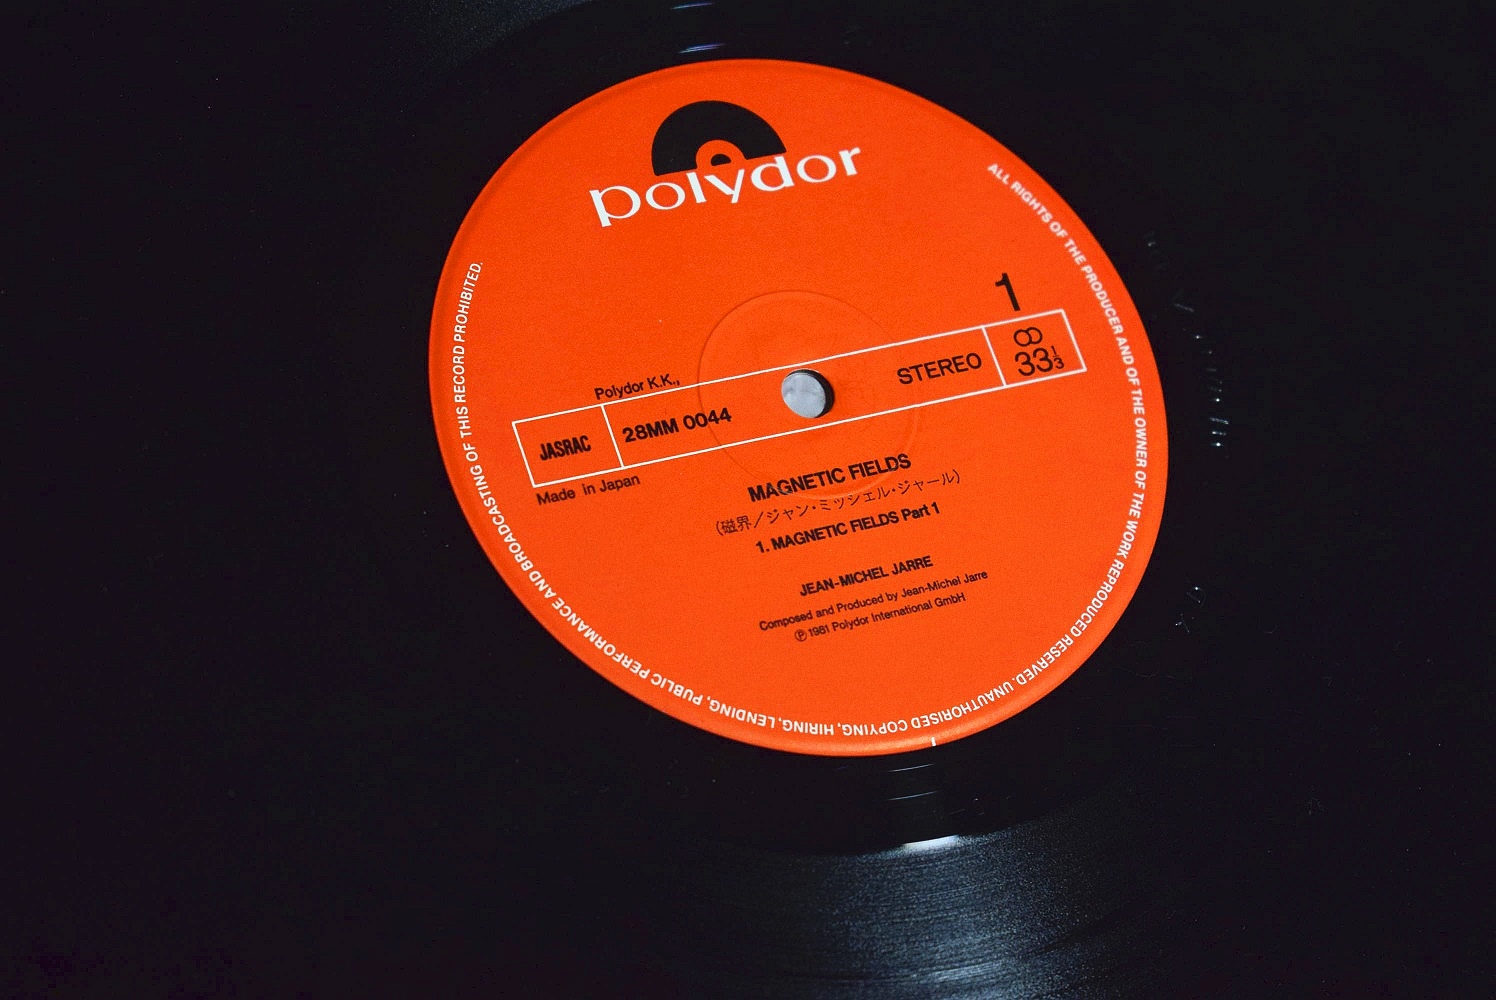 polydor
1
Polydor K.K.,
JASRAC 28MM 0044 STEREO 33 1/3
Made in Japan
MAGNETIC FIELDS
(磁界/ジャン・ミッシェル・ジャール)
1. MAGNETIC FIELDS Part 1
JEAN-MICHEL JARRE
Composed and Produced by Jean-Michel Jarre
Ⓟ 1981 Polydor International GmbH
ALL RIGHTS OF THE PRODUCER AND OF THE OWNER OF THE WORK REPRODUCED RESERVED. UNAUTHORISED COPYING, HIRING, LENDING, PUBLIC PERFORMANCE AND BROADCASTING OF THIS RECORD PROHIBITED.